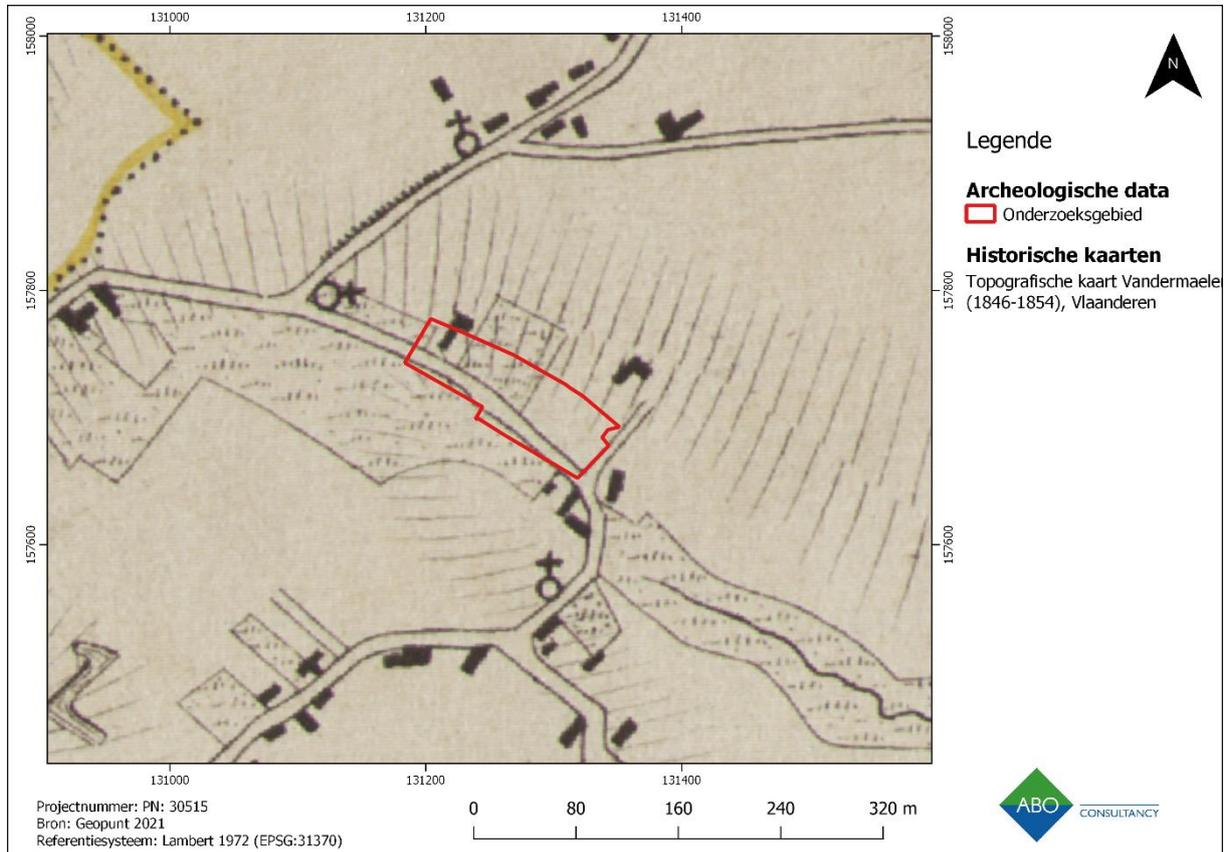 131000 131200 131400
158000 158000
N
Legende
Archeologische data
Onderzoeksgebied
Historische kaarten
Topografische kaart Vandermaelen
(1846-1854), Vlaanderen
157800 157800
157600 157600
131000 131200 131400
Projectnummer: PN: 30515
Bron: Geopunt 2021
Referentiesysteem: Lambert 1972 (EPSG:31370)
0 80 160 240 320 m
ABO CONSULTANCY